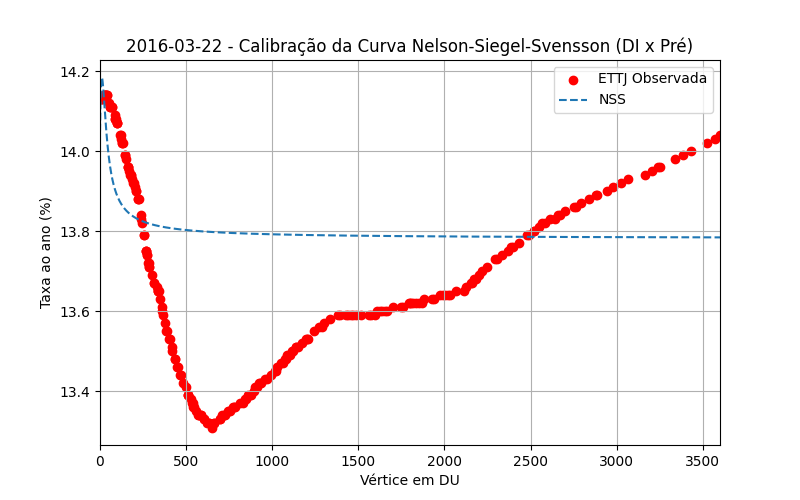 2016-03-22 - Calibração da Curva Nelson-Siegel-Svensson (DI x Pré)
ETTJ Observada
NSS
Taxa ao ano (%)
14.2
14.0
13.8
13.6
13.4
0 500 1000 1500 2000 2500 3000 3500
Vértice em DU